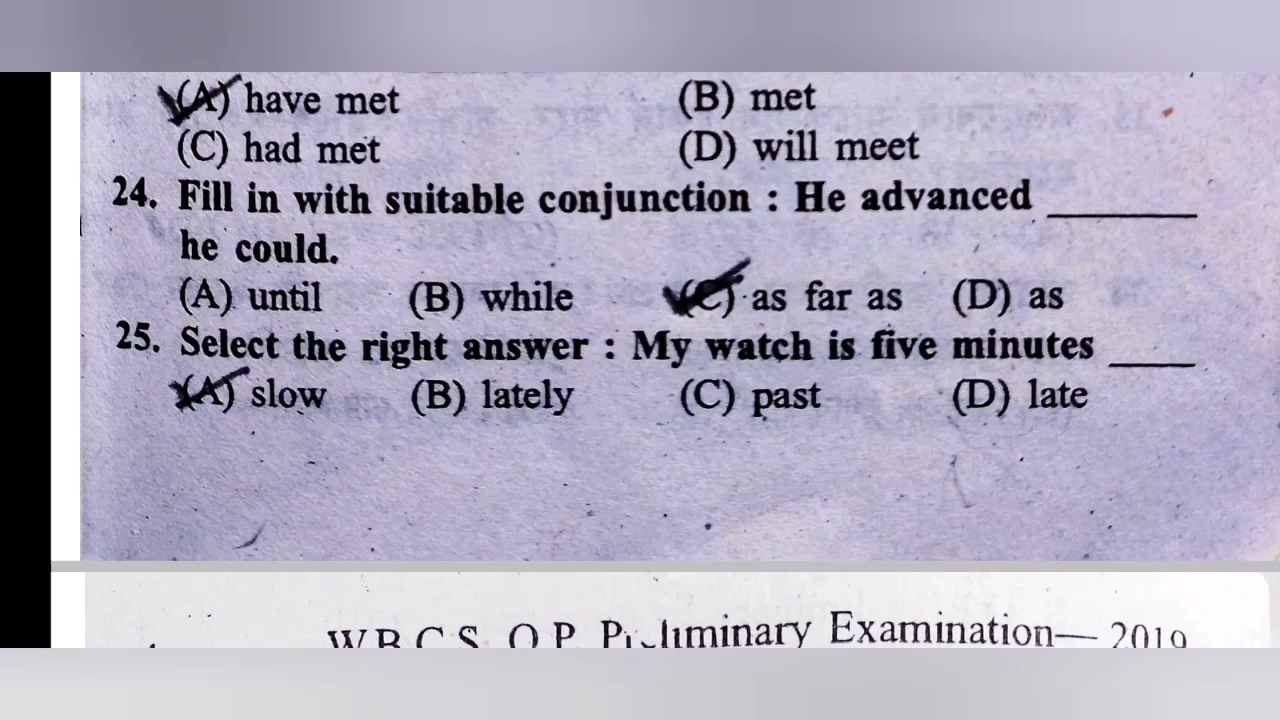 (A) have met (B) met
(C) had met (D) will meet
24. Fill in with suitable conjunction : He advanced ______
he could.
(A) until (B) while (C) as far as (D) as
25. Select the right answer : My watch is five minutes ____
(A) slow (B) lately (C) past (D) late
W.B.C.S. O.P. Preliminary Examination— 2019